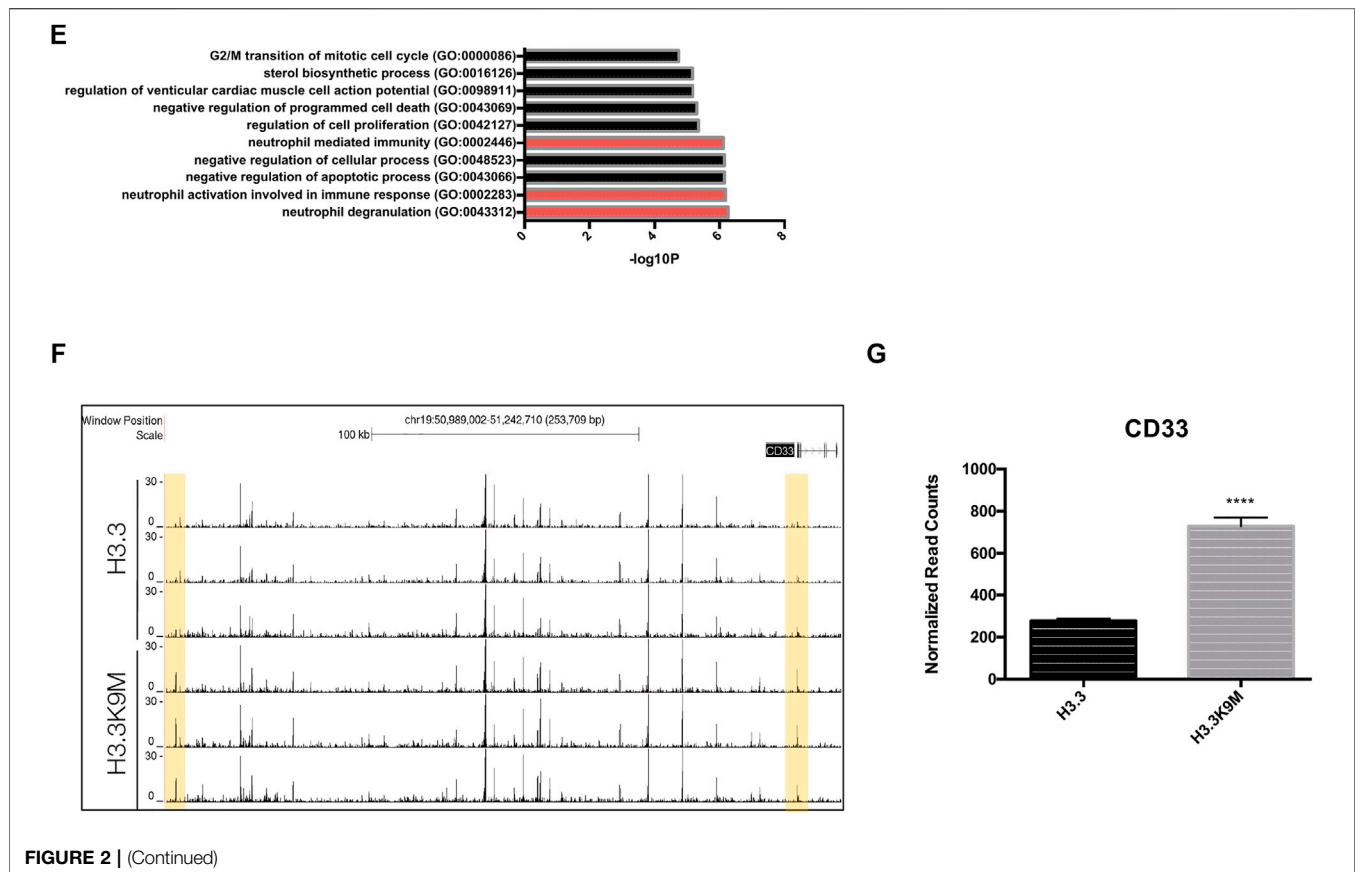 E
G2/M transition of mitotic cell cycle (GO:0000086)
sterol biosynthetic process (GO:0016126)
regulation of venticular cardiac muscle cell action potential (GO:0098911)
negative regulation of programmed cell death (GO:0043069)
regulation of cell proliferation (GO:0042127)
neutrophil mediated immunity (GO:0002446)
negative regulation of cellular process (GO:0048523)
negative regulation of apoptotic process (GO:0043066)
neutrophil activation involved in immune response (GO:0002283)
neutrophil degranulation (GO:0043312)
0 2 4 6 8
-log10P
F
Window Position
chr19:50,989,002-51,242,710 (253,709 bp)
Scale
100 kb
CD33
H3.3
30
0
30
0
30
0
H3.3K9M
30
0
30
0
30
0
G
CD33
Normalized Read Counts
1000
800
600
400
200
0
****
H3.3
H3.3K9M
FIGURE 2 | (Continued)